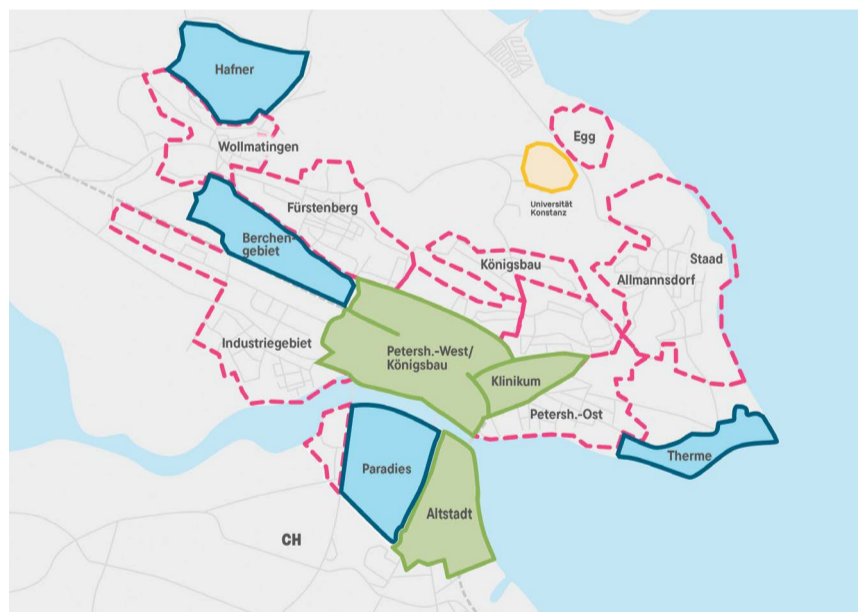 Hafner
Egg
Wollmatingen
Universität
Konstanz
Fürstenberg
Berchen-
gebiet
Königsbau
Staad
Allmannsdorf
Industriegebiet
Petersh.-West/
Königsbau
Klinikum
Petersh.-Ost
Therme
Paradies
Altstadt
CH